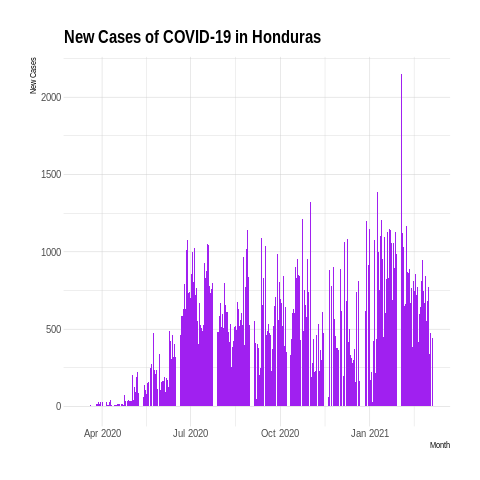 New Cases of COVID-19 in Honduras
New Cases
2000
1500
1000
500
0
Apr 2020 Jul 2020 Oct 2020 Jan 2021
Month